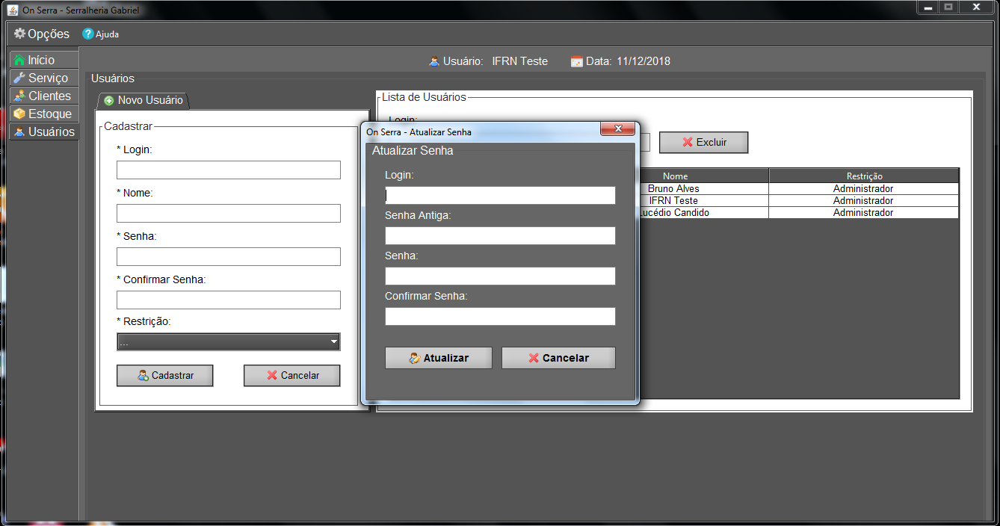 On Serra - Serralheria Gabriel
Opções
Ajuda
Início
Serviço
Clientes
Estoque
Usuários
Usuário: IFRN Teste
Data: 11/12/2018
Usuários
Novo Usuário
Cadastrar
* Login:
* Nome:
* Senha:
* Confirmar Senha:
* Restrição:
...
Cadastrar
Cancelar
Lista de Usuários
Login:
Excluir
Nome Restrição
Bruno Alves Administrador
IFRN Teste Administrador
Lucédio Candido Administrador
On Serra - Atualizar Senha
Atualizar Senha
Login:
Senha Antiga:
Senha:
Confirmar Senha:
Atualizar
Cancelar